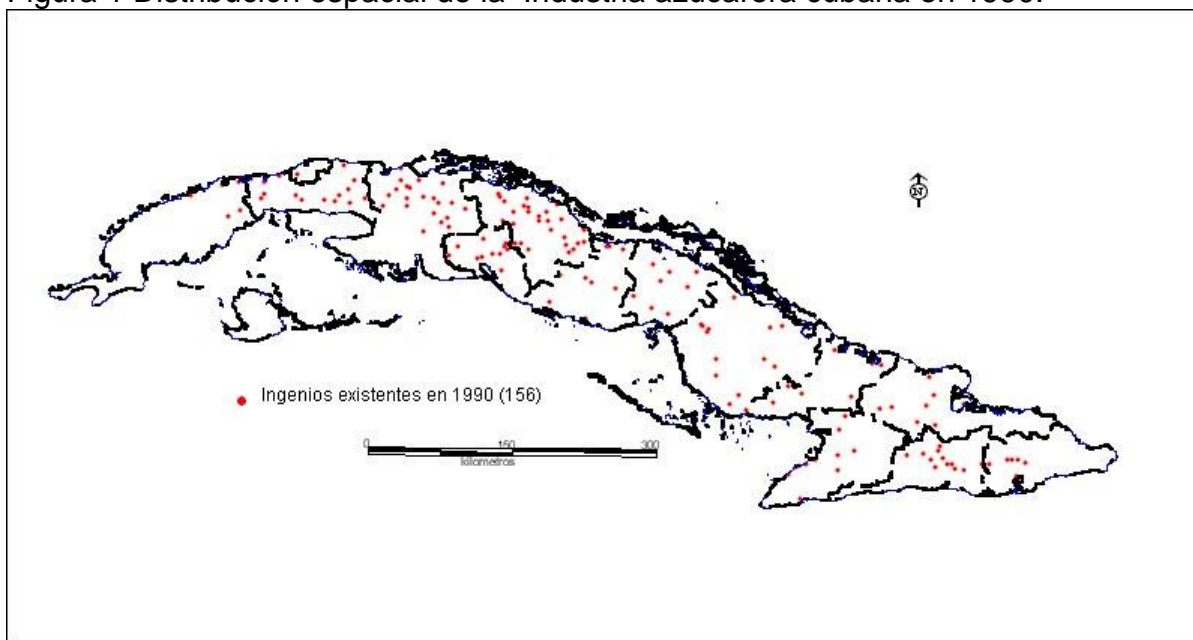 Figura 1 Distribución espacial de la Industria azucarera cubana en 1990.
N
Ingenios existentes en 1990 (156)
0 150 300
kilometros